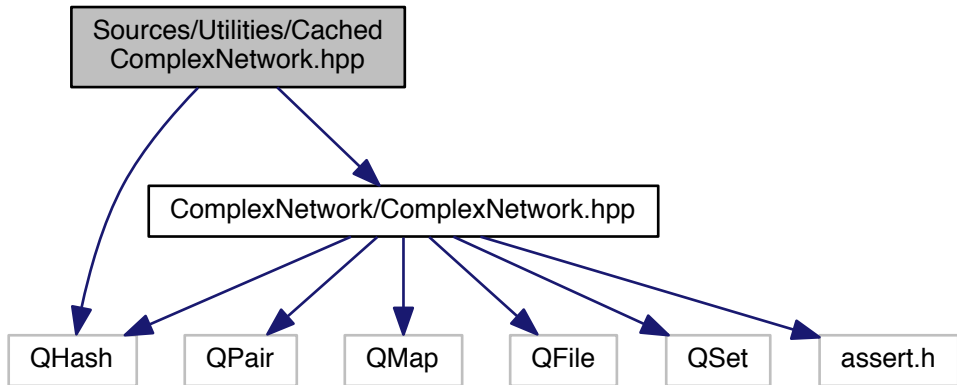 Sources/Utilities/Cached
ComplexNetwork.hpp
ComplexNetwork/ComplexNetwork.hpp
QHash
QPair
QMap
QFile
QSet
assert.h